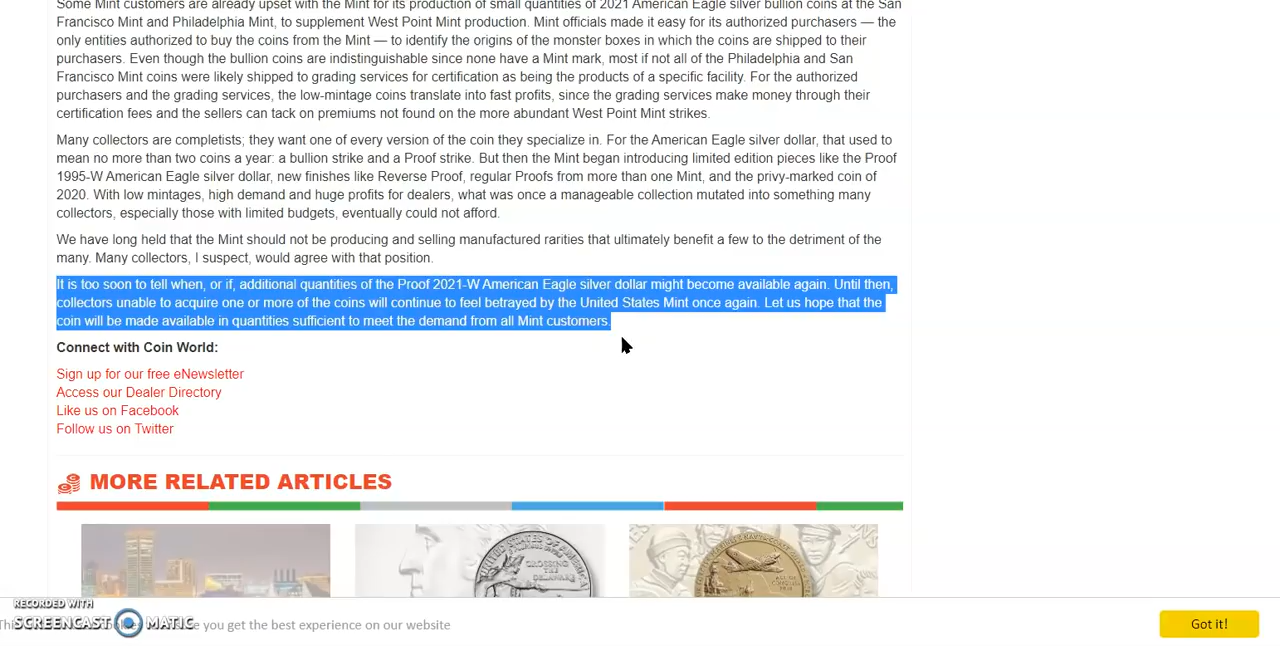 Some Mint customers are already upset with the Mint for its production of small quantities of 2021 American Eagle silver bullion coins at the San
Francisco Mint and Philadelphia Mint, to supplement West Point Mint production. Mint officials made it easy for its authorized purchasers — the
only entities authorized to buy the coins from the Mint — to identify the origins of the monster boxes in which the coins are shipped to their
purchasers. Even though the bullion coins are indistinguishable since none have a Mint mark, most if not all of the Philadelphia and San
Francisco Mint coins were likely shipped to grading services for certification as being the products of a specific facility. For the authorized
purchasers and the grading services, the low-mintage coins translate into fast profits, since the grading services make money through their
certification fees and the sellers can tack on premiums not found on the more abundant West Point Mint strikes.
Many collectors are completists; they want one of every version of the coin they specialize in. For the American Eagle silver dollar, that used to
mean no more than two coins a year: a bullion strike and a Proof strike. But then the Mint began introducing limited edition pieces like the Proof
1995-W American Eagle silver dollar, new finishes like Reverse Proof, regular Proofs from more than one Mint, and the privy-marked coin of
2020. With low mintages, high demand and huge profits for dealers, what was once a manageable collection mutated into something many
collectors, especially those with limited budgets, eventually could not afford.
We have long held that the Mint should not be producing and selling manufactured rarities that ultimately benefit a few to the detriment of the
many. Many collectors, I suspect, would agree with that position.
It is too soon to tell when, or if, additional quantities of the Proof 2021-W American Eagle silver dollar might become available again. Until then,
collectors unable to acquire one or more of the coins will continue to feel betrayed by the United States Mint once again. Let us hope that the
coin will be made available in quantities sufficient to meet the demand from all Mint customers.
Connect with Coin World:
Sign up for our free eNewsletter
Access our Dealer Directory
Like us on Facebook
Follow us on Twitter
MORE RELATED ARTICLES
CROSSING
THE
DELAWARE
RECORDED WITH
SCREENCAST MATIC
you get the best experience on our website
Got it!